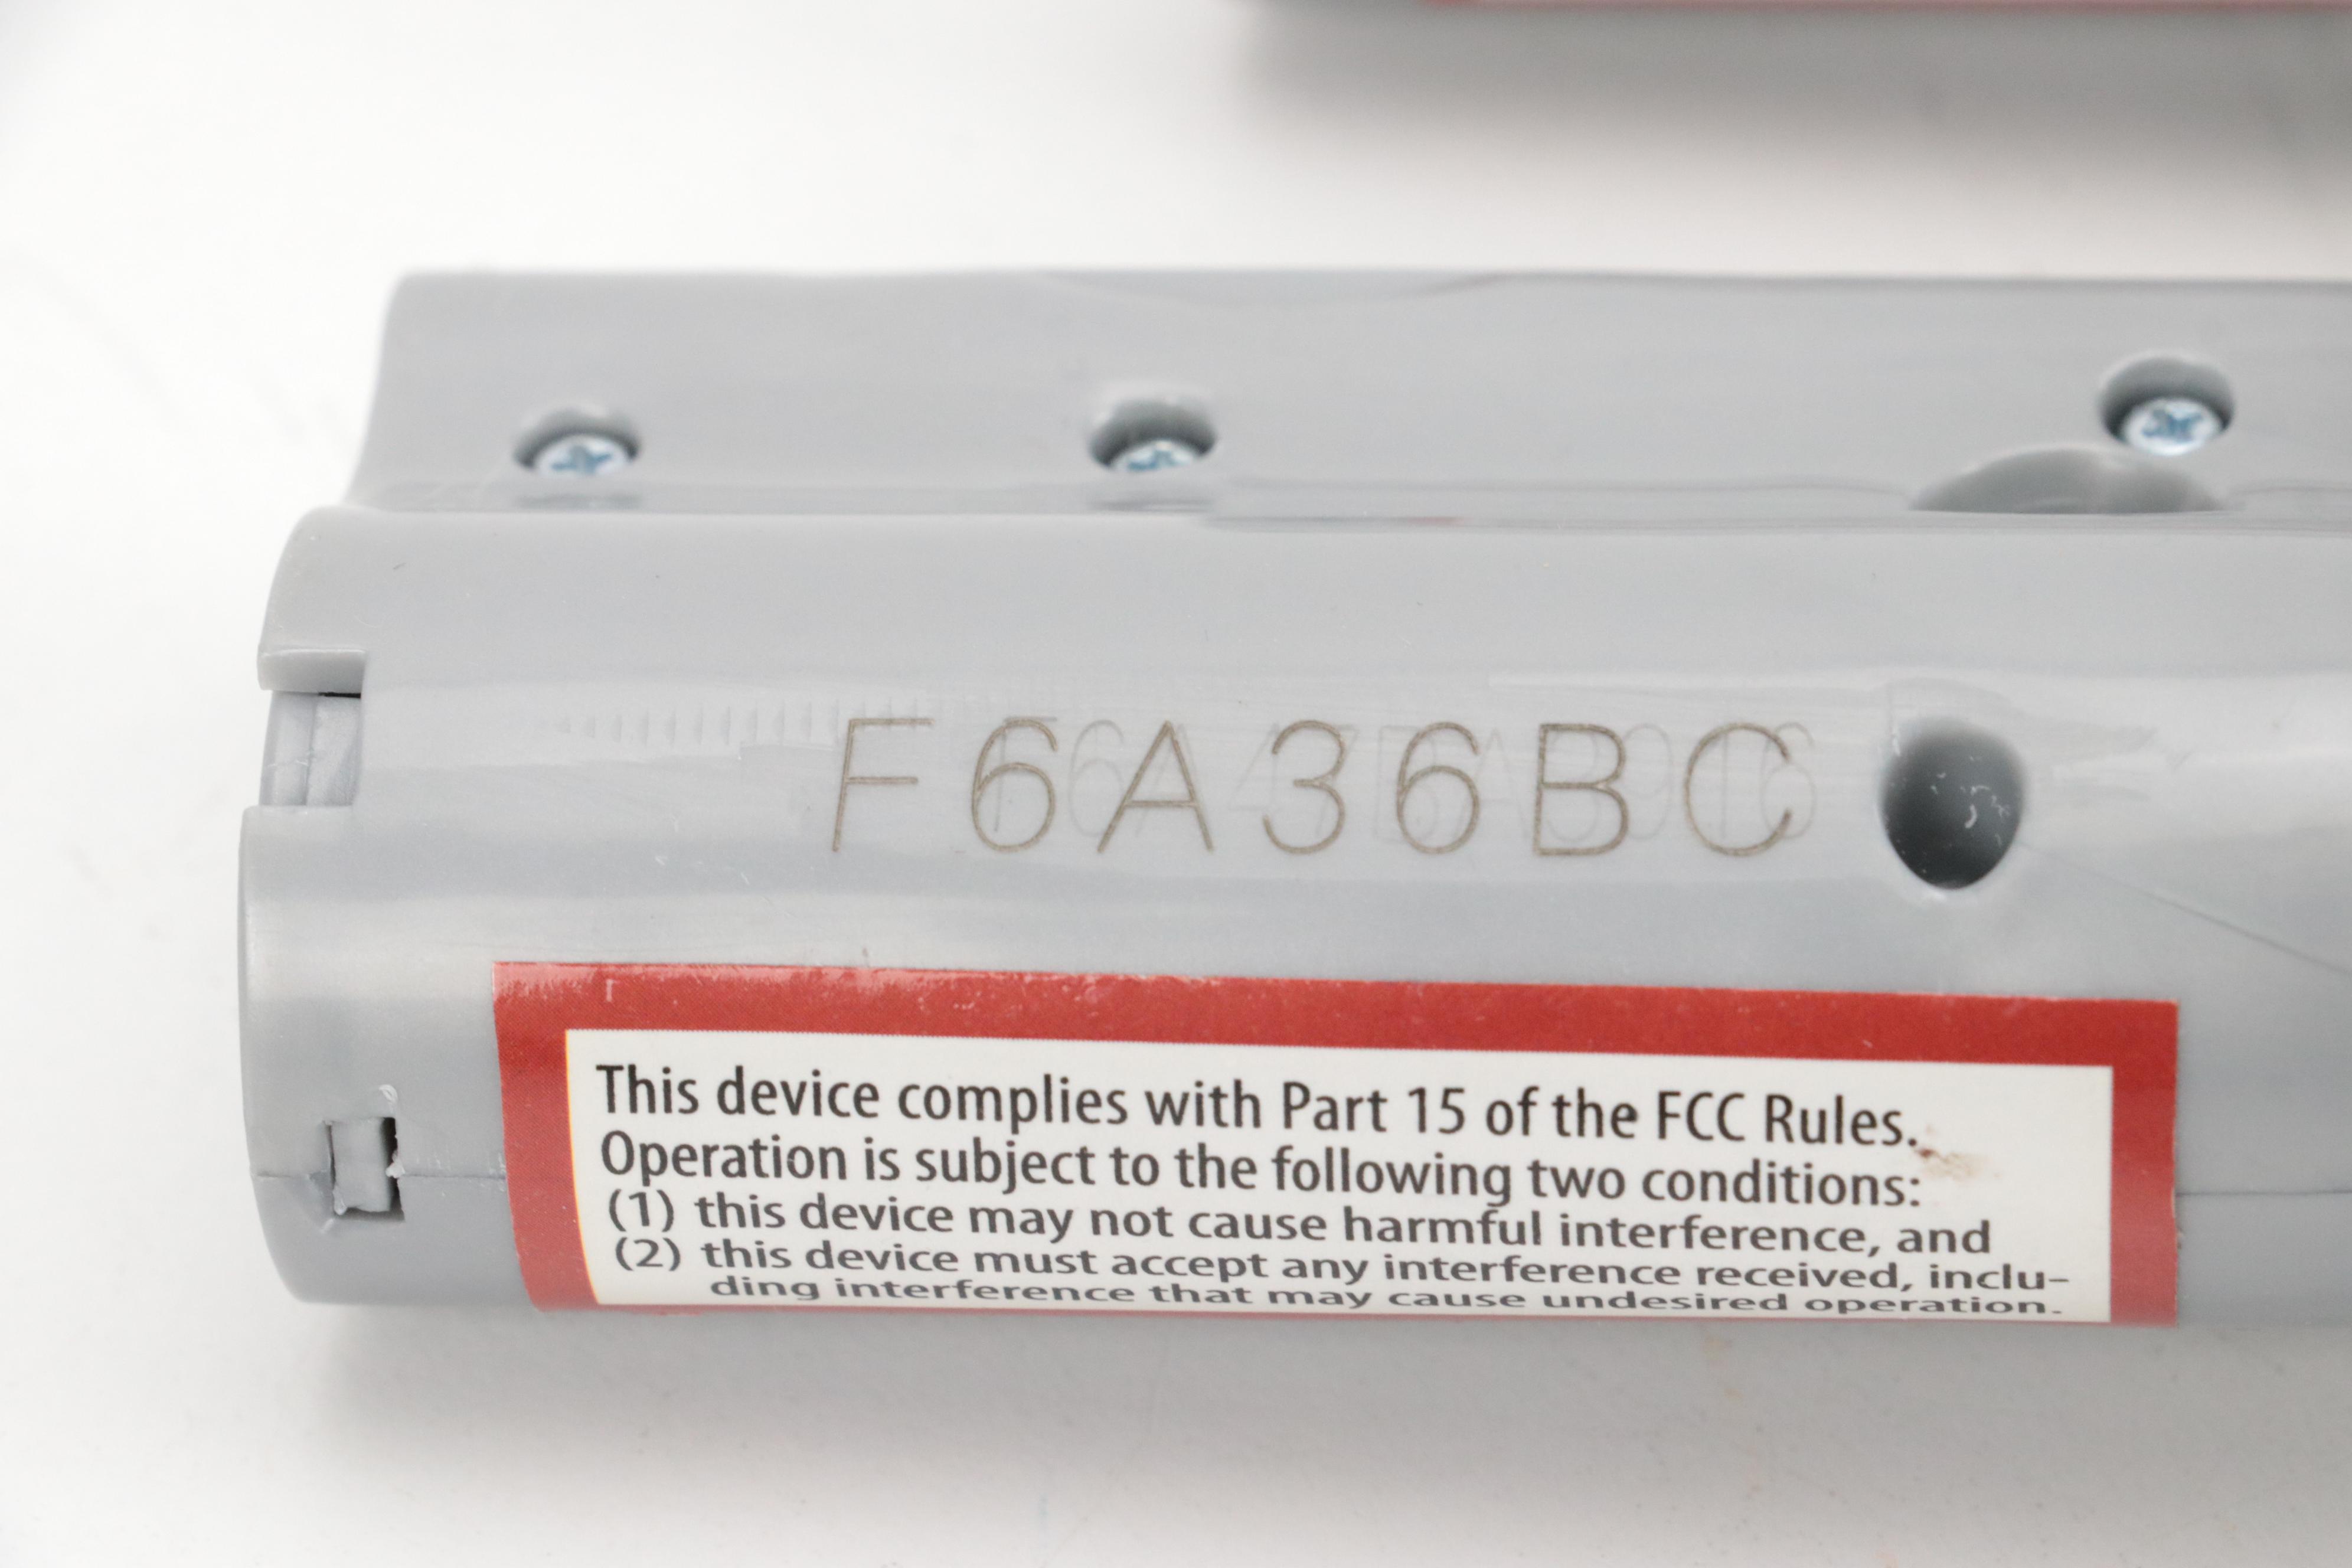 F6A36BC
This device complies with Part 15 of the FCC Rules.
Operation is subject to the following two conditions:
(1) this device may not cause harmful interference, and
(2) this device must accept any interference received, inclu-
ding interference that may cause undesired operation.